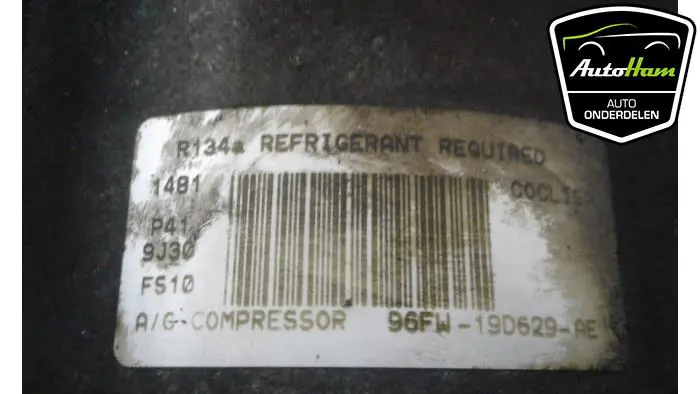 AutoHam
AUTO
ONDERDELEN
R134a REFRIGERANT REQUIRED
1481
P41
9J30
FS10
A/C COMPRESSOR 96FW-19D629-AE